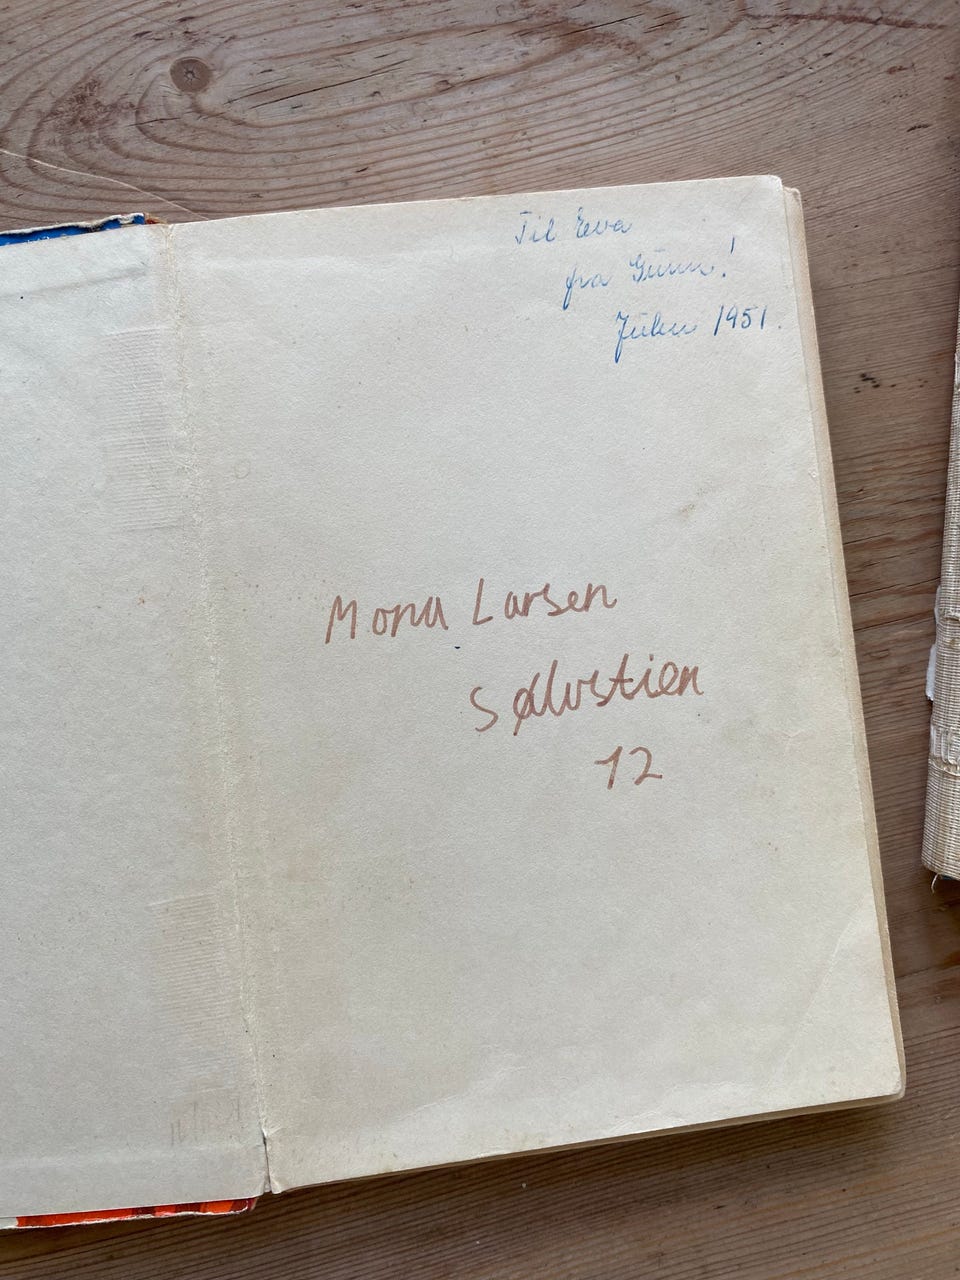 Til Eva
fra Gunn!
Julen 1951.
Mona Larsen
Sølvstien
12